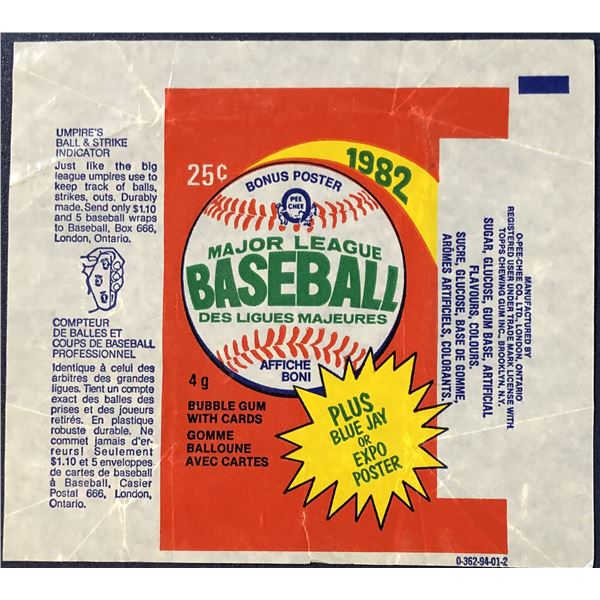 UMPIRE'S
BALL & STRIKE
INDICATOR
Just like the big
league umpires use to
keep track of balls,
strikes, outs. Durably
made. Send only $1.10
and 5 baseball wraps
to Baseball, Box 666,
London, Ontario.
COMPTEUR
DE BALLES ET
COUPS DE BASEBALL
PROFESSIONNEL
Identique à celui des
arbitres des grandes
ligues. Tient un compte
exact des balles des
prises et des joueurs
retirés. En plastique
robuste durable. Ne
commet jamais d'er-
reurs! Seulement
$1.10 et 5 enveloppes
de cartes de baseball
à Baseball, Casier
Postal 666, London,
Ontario.
25¢
1982
BONUS POSTER
O
PEE
CHEE
MAJOR LEAGUE
BASEBALL
DES LIGUES MAJEURES
AFFICHE
BONI
4 g
BUBBLE GUM
WITH CARDS
GOMME
BALLOUNE
AVEC CARTES
PLUS
BLUE JAY
OR
EXPO
POSTER
MANUFACTURED BY
O-PEE-CHEE CO., LTD., LONDON, ONTARIO
REGISTERED USER UNDER TRADE MARK LICENSE WITH
TOPPS CHEWING GUM INC., BROOKLYN, N.Y.
SUGAR, GLUCOSE, GUM BASE, ARTIFICIAL
FLAVOURS, COLOURS.
SUCRE, GLUCOSE, BASE DE GOMME,
ARÔMES ARTIFICIELS, COLORANTS.
0-362-94-01-2